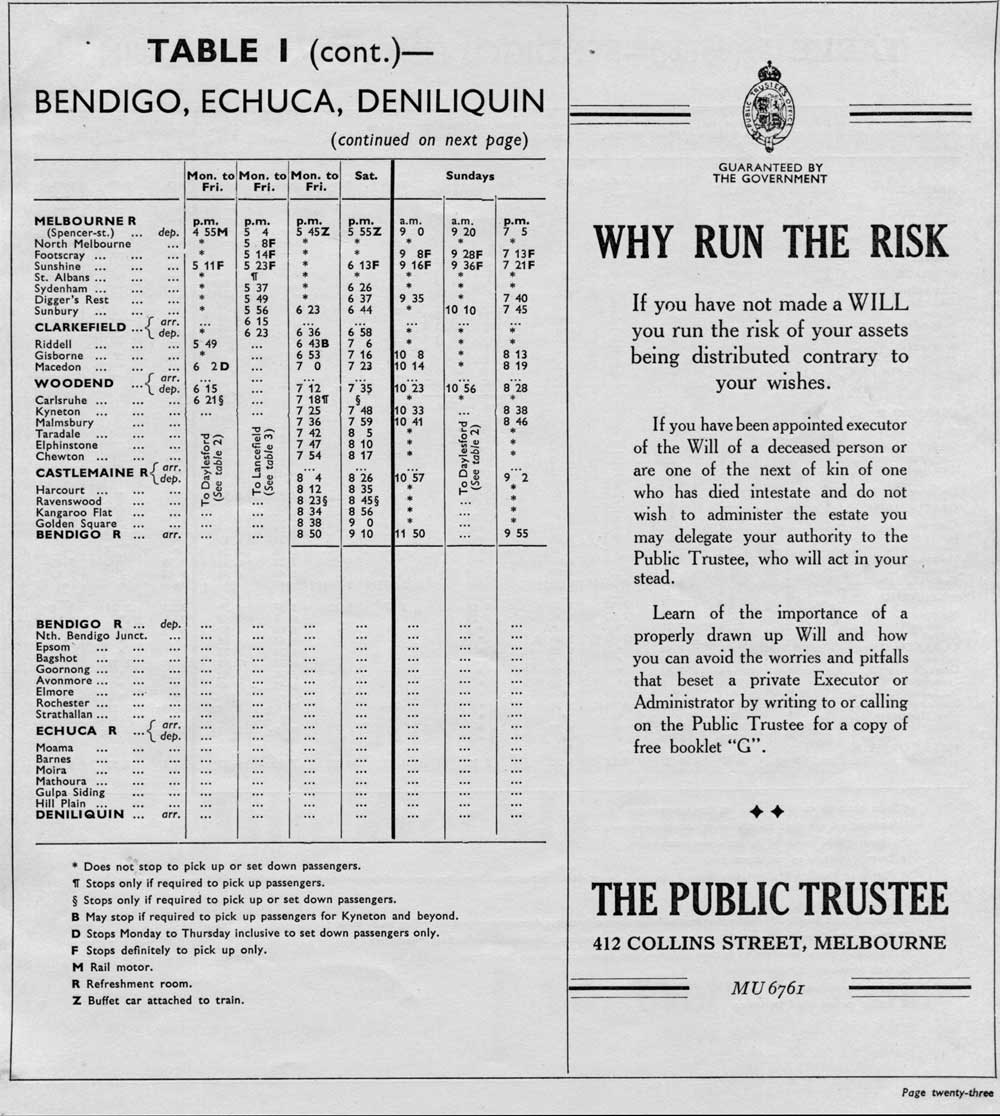 TABLE I (cont.)—
BENDIGO, ECHUCA, DENILIQUIN
(continued on next page)
Mon. to Fri. Mon. to Fri. Mon. to Fri. Sat. Sundays
MELBOURNE R p.m. p.m. p.m. p.m. a.m. a.m. p.m.
(Spencer-st.) ... dep. 4 55M 5 4 5 45Z 5 55Z 9 0 9 20 7 5
North Melbourne ... * 5 8F * * * * *
Footscray ... ... ... * 5 14F * * 9 8F 9 28F 7 13F
Sunshine ... ... ... 5 11F 5 23F * 6 13F 9 16F 9 36F 7 21F
St. Albans ... ... ... * ¶ * * * * *
Sydenham ... ... ... * 5 37 * 6 26 * * *
Digger's Rest ... ... * 5 49 * 6 37 9 35 * 7 40
Sunbury ... ... ... * 5 56 6 23 6 44 * 10 10 7 45
CLARKEFIELD ... { arr. ... 6 15 ... ... ... ... ...
dep. * 6 23 6 36 6 58 * * *
Riddell ... ... ... 5 49 ... 6 43B 7 6 * * *
Gisborne ... ... ... * ... 6 53 7 16 10 8 * 8 13
Macedon ... ... ... 6 2D ... 7 0 7 23 10 14 * 8 19
WOODEND ... { arr. ... ... ... ... ... ... ...
dep. 6 15 ... 7 12 7 35 10 23 10 56 8 28
Carlsruhe ... ... ... 6 21§ ... 7 18¶ § * * *
Kyneton ... ... ... ... ... 7 25 7 48 10 33 ... 8 38
Malmsbury ... ... 7 36 7 59 10 41 8 46
Taradale ... ... ... 7 42 8 5 * *
Elphinstone ... ... 7 47 8 10 * *
Chewton ... ... ... 7 54 8 17 * *
To Daylesford (See table 2)
To Lancefield (See table 3)
To Daylesford (See table 2)
CASTLEMAINE R { arr. ... ... ... ...
dep. 8 4 8 26 10 57 9 2
Harcourt ... ... ... 8 12 8 35 * *
Ravenswood ... ... 8 23§ 8 45§ * *
Kangaroo Flat ... ... ... ... 8 34 8 56 * ... *
Golden Square ... ... ... ... 8 38 9 0 * ... *
BENDIGO R ... arr. ... ... 8 50 9 10 11 50 ... 9 55
BENDIGO R ... dep. ... ... ... ... ... ... ...
Nth. Bendigo Junct. ... ... ... ... ... ... ... ...
Epsom ... ... ... ... ... ... ... ... ... ...
Bagshot ... ... ... ... ... ... ... ... ... ...
Goornong ... ... ... ... ... ... ... ... ... ...
Avonmore ... ... ... ... ... ... ... ... ... ...
Elmore ... ... ... ... ... ... ... ... ... ...
Rochester ... ... ... ... ... ... ... ... ... ...
Strathallan ... ... ... ... ... ... ... ... ... ...
ECHUCA R ... { arr. ... ... ... ... ... ... ...
dep. ... ... ... ... ... ... ...
Moama ... ... ... ... ... ... ... ... ... ...
Barnes ... ... ... ... ... ... ... ... ... ...
Moira ... ... ... ... ... ... ... ... ... ...
Mathoura ... ... ... ... ... ... ... ... ... ...
Gulpa Siding ... ... ... ... ... ... ... ... ...
Hill Plain ... ... ... ... ... ... ... ... ... ...
DENILIQUIN ... arr. ... ... ... ... ... ... ...
* Does not stop to pick up or set down passengers.
¶ Stops only if required to pick up passengers.
§ Stops only if required to pick up or set down passengers.
B May stop if required to pick up passengers for Kyneton and beyond.
D Stops Monday to Thursday inclusive to set down passengers only.
F Stops definitely to pick up only.
M Rail motor.
R Refreshment room.
Z Buffet car attached to train.
PUBLIC TRUSTEE OFFICE
GUARANTEED BY
THE GOVERNMENT
WHY RUN THE RISK
If you have not made a WILL
you run the risk of your assets
being distributed contrary to
your wishes.
If you have been appointed executor
of the Will of a deceased person or
are one of the next of kin of one
who has died intestate and do not
wish to administer the estate you
may delegate your authority to the
Public Trustee, who will act in your
stead.
Learn of the importance of a
properly drawn up Will and how
you can avoid the worries and pitfalls
that beset a private Executor or
Administrator by writing to or calling
on the Public Trustee for a copy of
free booklet “G”.
THE PUBLIC TRUSTEE
412 COLLINS STREET, MELBOURNE
MU 6761
Page twenty-three